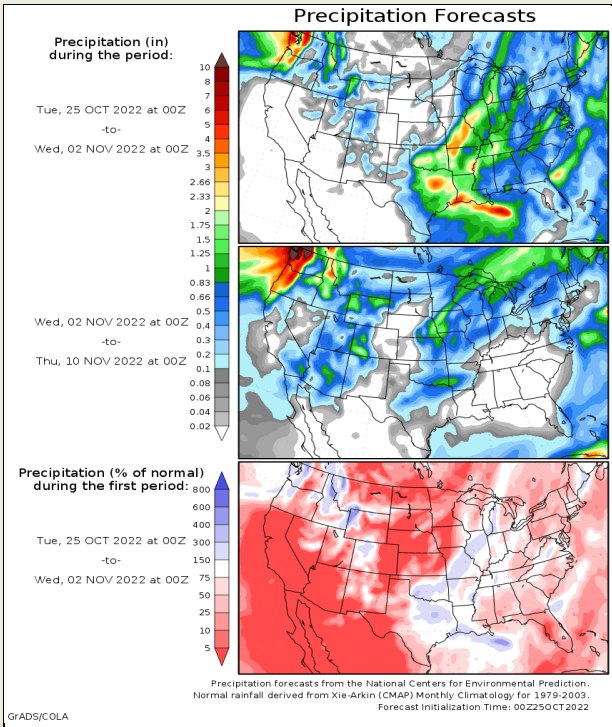 Precipitation Forecasts
Precipitation (in)
during the period:
Tue, 25 OCT 2022 at 00Z
-to-
Wed, 02 NOV 2022 at 00Z
10
8
7
6
5
4
3.5
3
2.66
2.33
2
1.75
1.5
1.25
1
0.83
0.66
0.5
0.4
0.3
0.2
0.1
0.08
0.06
0.04
0.02
Wed, 02 NOV 2022 at 00Z
-to-
Thu, 10 NOV 2022 at 00Z
Precipitation (% of normal)
during the first period:
Tue, 25 OCT 2022 at 00Z
-to-
Wed, 02 NOV 2022 at 00Z
800
600
400
300
150
75
50
25
10
5
Precipitation forecasts from the National Centers for Environmental Prediction.
Normal rainfall derived from Xie-Arkin (CMAP) Monthly Climatology for 1979-2003.
Forecast Initialization Time: 00Z25OCT2022
GrADS/COLA